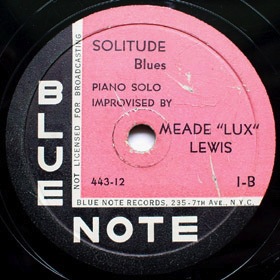 SOLITUDE
Blues
PIANO SOLO
IMPROVISED BY
MEADE "LUX"
LEWIS
443-12
1-B
BLUE NOTE RECORDS, 235-7TH AVE., N.Y.C.
NOT LICENSED FOR BROADCASTING
BLUE
NOTE